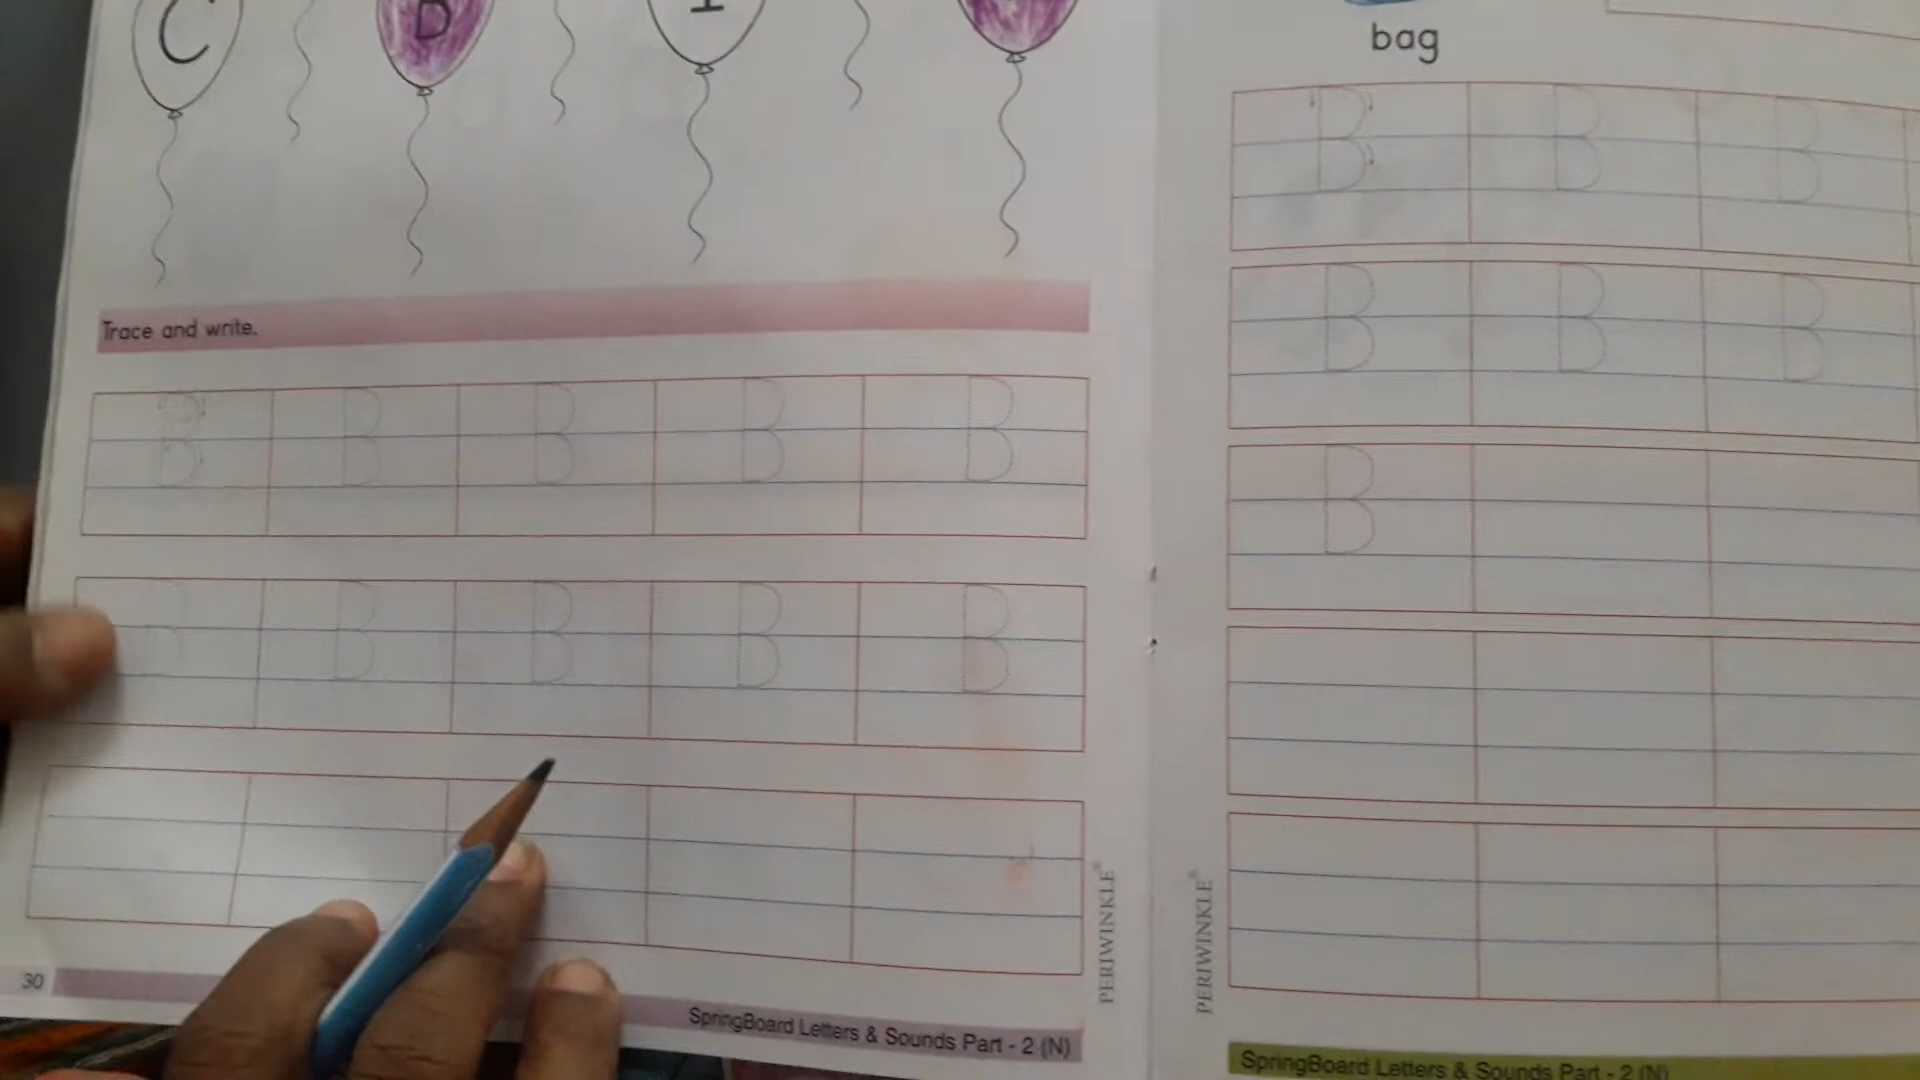 C B
Trace and write.
B B B B B
B B B B
30
SpringBoard Letters & Sounds Part - 2 (N)
PERIWINKLE
bag
B B B
B B B
B
PERIWINKLE
SpringBoard Letters & Sounds Part - 2 (N)